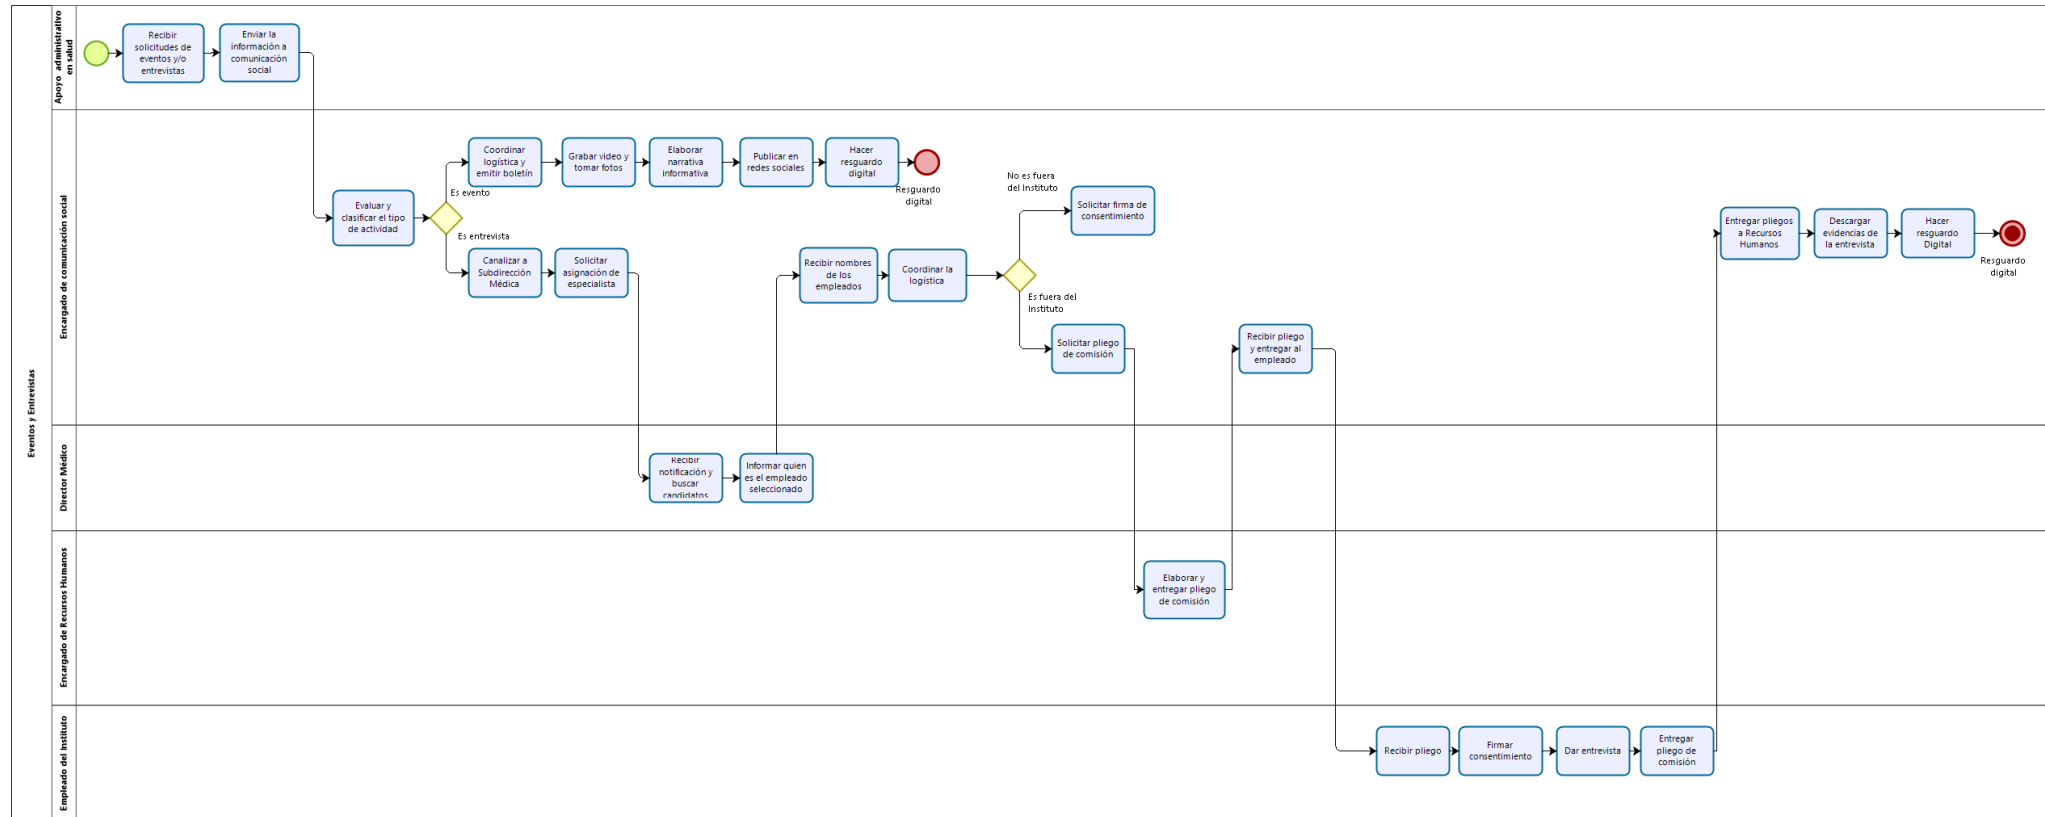 Eventos y Entrevistas
Apoyo administrativo
en salud
Recibir
solicitudes de
eventos y/o
entrevistas
Enviar la
información a
comunicación
social
Encargado de comunicación social
Evaluar y
clasificar el tipo
de actividad
Es evento
Coordinar
logística y
emitir boletín
Grabar video y
tomar fotos
Elaborar
narrativa
informativa
Publicar en
redes sociales
Hacer
resguardo
digital
Resguardo
digital
Es entrevista
Canalizar a
Subdirección
Médica
Solicitar
asignación de
especialista
Recibir nombres
de los
empleados
Coordinar la
logística
No es fuera
del Instituto
Solicitar firma de
consentimiento
Es fuera del
Instituto
Solicitar pliego
de comisión
Recibir pliego
y entregar al
empleado
Entregar pliegos
a Recursos
Humanos
Descargar
evidencias de
la entrevista
Hacer
resguardo
Digital
Resguardo
digital
Director Médico
Recibir
notificación y
buscar
candidatos
Informar quien
es el empleado
seleccionado
Encargado de Recursos Humanos
Elaborar y
entregar pliego
de comisión
Empleado del Instituto
Recibir pliego
Firmar
consentimiento
Dar entrevista
Entregar
pliego de
comisión